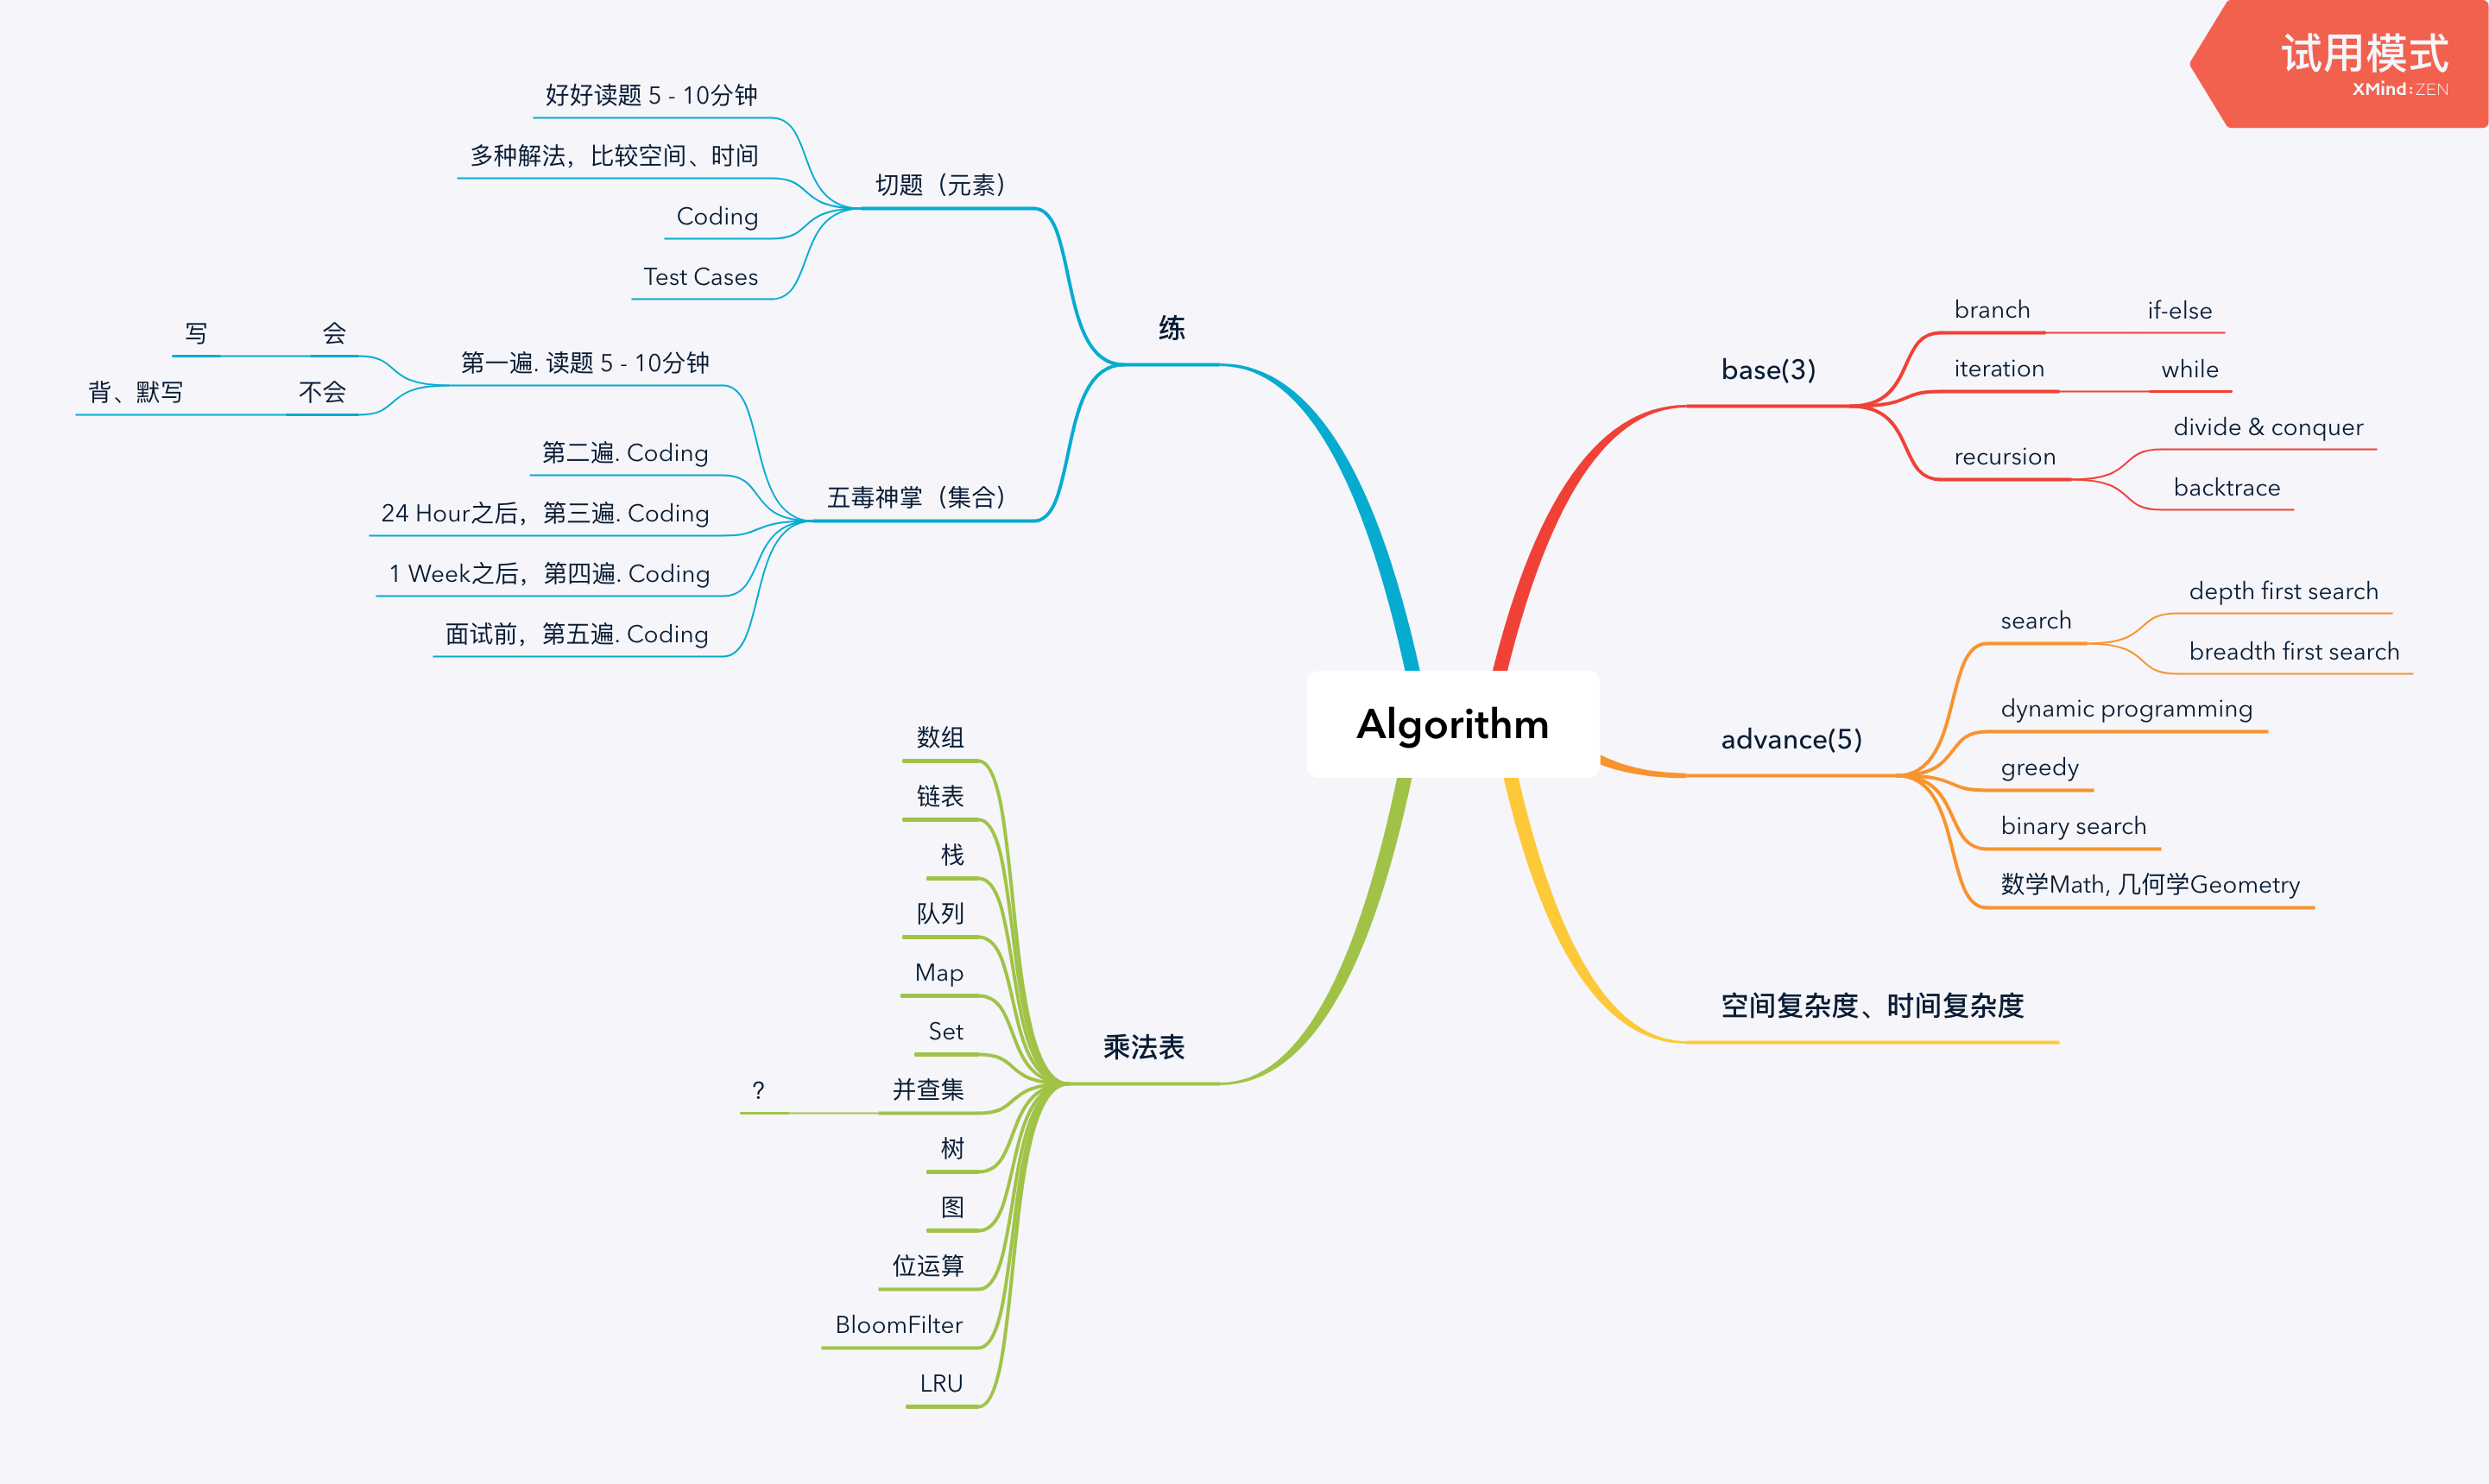 试用模式
XMind:ZEN
Algorithm
base(3)
branch
if-else
iteration
while
recursion
divide & conquer
backtrace
advance(5)
search
depth first search
breadth first search
dynamic programming
greedy
binary search
数学Math, 几何学Geometry
空间复杂度、时间复杂度
练
切题（元素）
好好读题 5 - 10分钟
多种解法，比较空间、时间
Coding
Test Cases
五毒神掌（集合）
第一遍. 读题 5 - 10分钟
会
写
不会
背、默写
第二遍. Coding
24 Hour之后，第三遍. Coding
1 Week之后，第四遍. Coding
面试前，第五遍. Coding
乘法表
数组
链表
栈
队列
Map
Set
并查集
？
树
图
位运算
BloomFilter
LRU